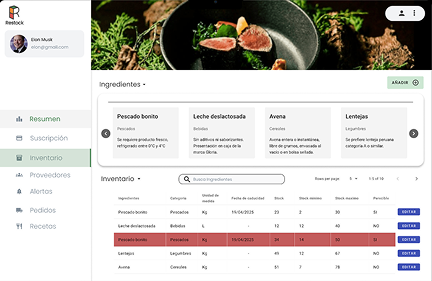 Restock
Elon Musk
elon@gmail.com
Resumen
Suscripción
Inventario
Proveedores
Alertas
Pedidos
Recetas
Ingredientes
AÑADIR
Pescado bonito
Pescados
Se requiere producto fresco,
refrigerado entre 0°C y 4°C
Leche deslactosada
Bebidas
Sin aditivos ni saborizantes.
Presentación en caja de la
marca Gloria.
Avena
Cereales
Avena entera o instantánea,
libre de grumos, envasada al
vacío o en bolsa sellada
Lentejas
Legumbres
Se prefiere lenteja peruana
categoría A o similar.
Inventario
Busca ingredientes
Rows per page: 5 1-5 of 10
Ingredientes Categoría Unidad de medida Fecha de caducidad Stock Stock mínimo Stock maximo Perecible
Pescado bonito Pescados Kg 19/04/2025 23 2 30 SI EDITAR
Leche deslactosada Bebidas L - 12 12 40 NO EDITAR
Pescado bonito Pescados Kg 19/04/2025 24 14 30 SI EDITAR
Lentejas Legumbres Kg - 45 12 67 NO EDITAR
Avena Cereales Kg - 51 7 78 NO EDITAR